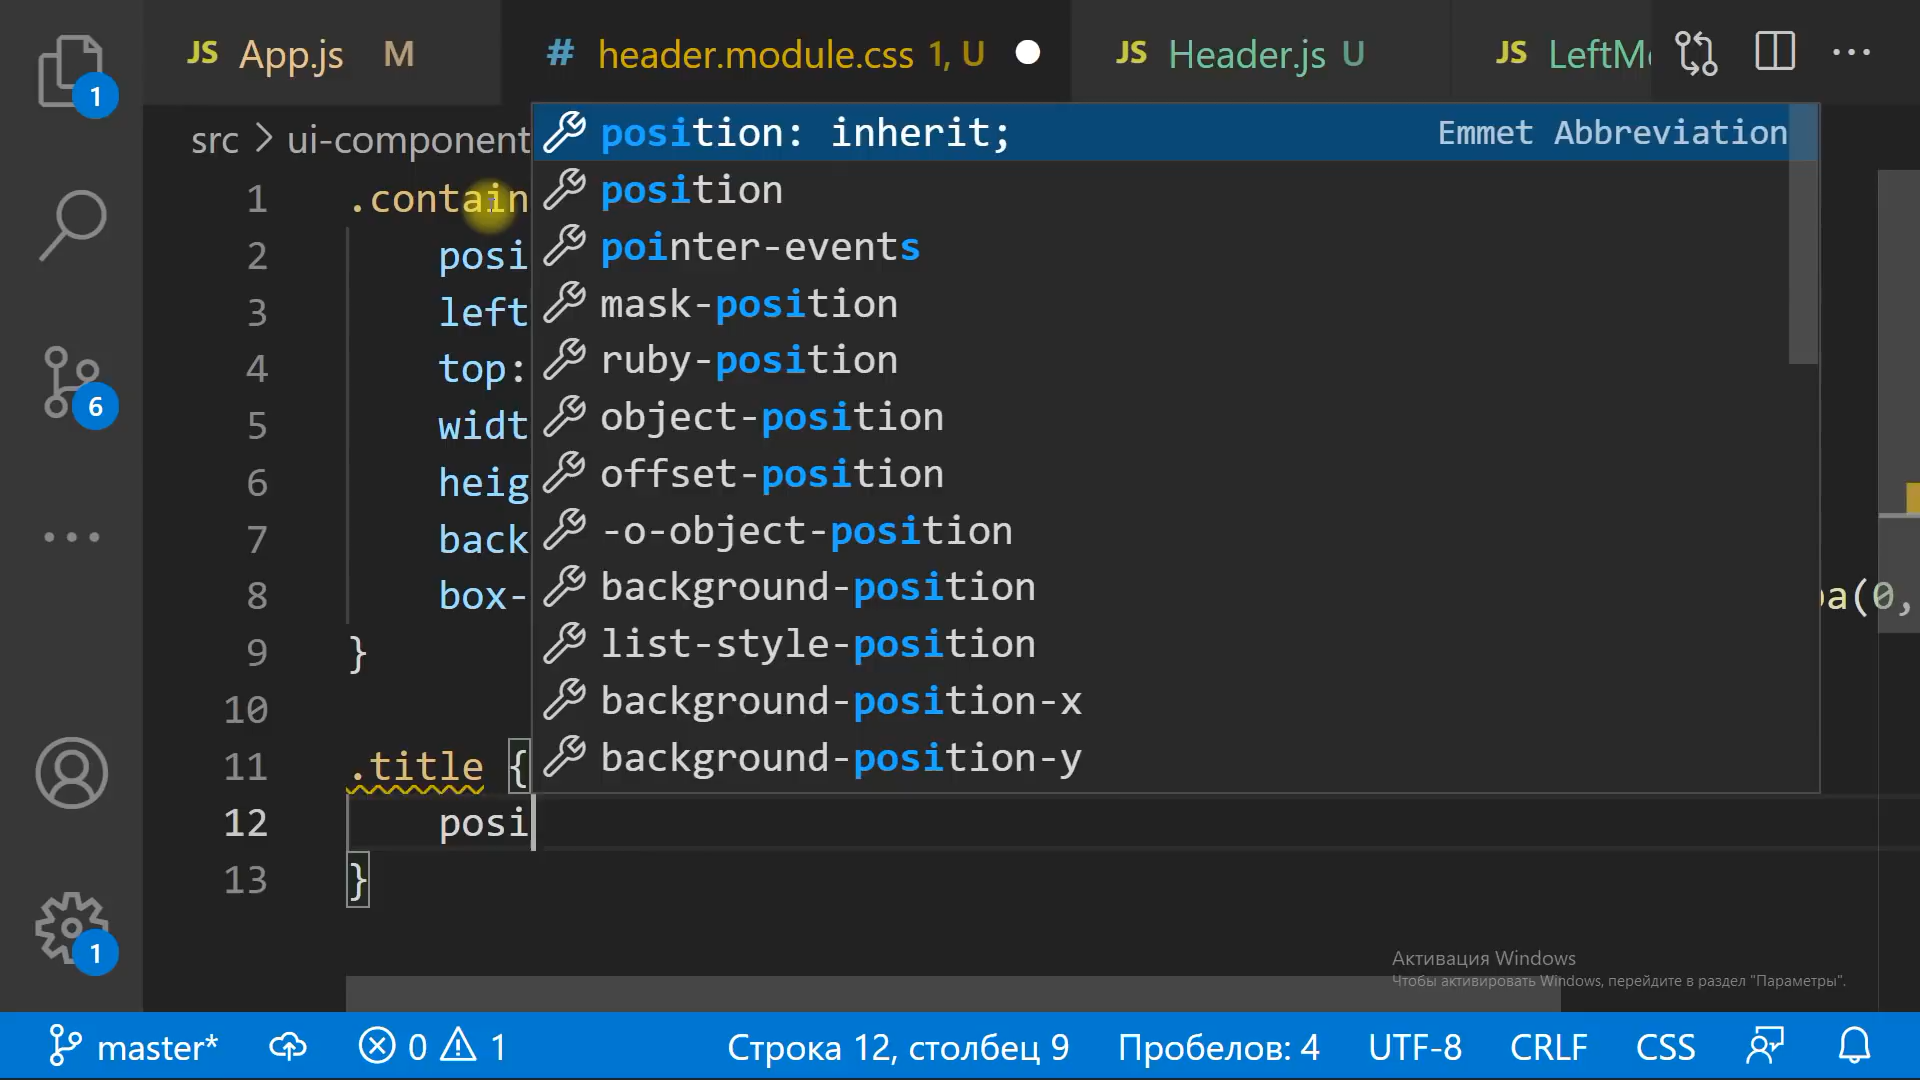 JS App.js M # header.module.css 1, U JS Header.js U JS LeftMe
src > ui-component
position: inherit; Emmet Abbreviation
position
pointer-events
mask-position
ruby-position
object-position
offset-position
-o-object-position
background-position
list-style-position
background-position-x
background-position-y
1 .contain
2 posi
3 left
4 top:
5 widt
6 heig
7 back
8 box- a(0,
9 }
10
11 .title {
12 posi
13 }
1
6
1
Активация Windows
Чтобы активировать Windows, перейдите в раздел "Параметры".
master* 0 1 Строка 12, столбец 9 Пробелов: 4 UTF-8 CRLF CSS